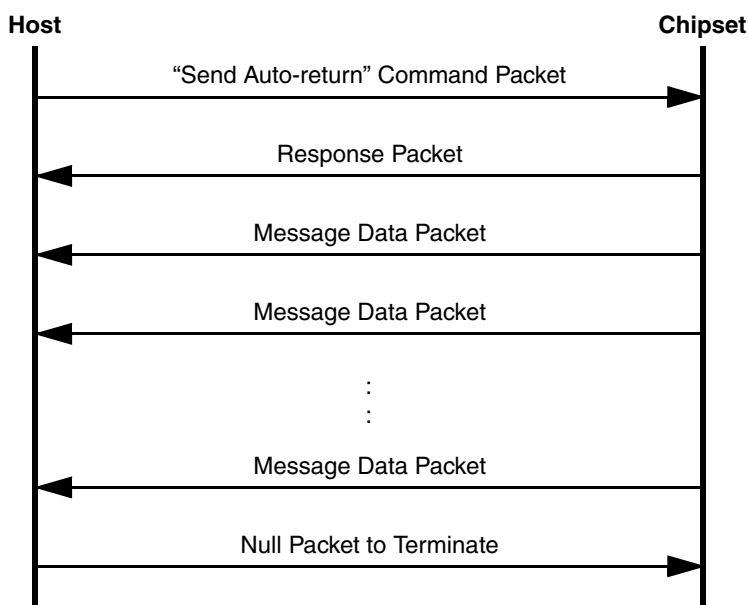 Host
Chipset
“Send Auto-return” Command Packet
Response Packet
Message Data Packet
Message Data Packet
:
:
Message Data Packet
Null Packet to Terminate